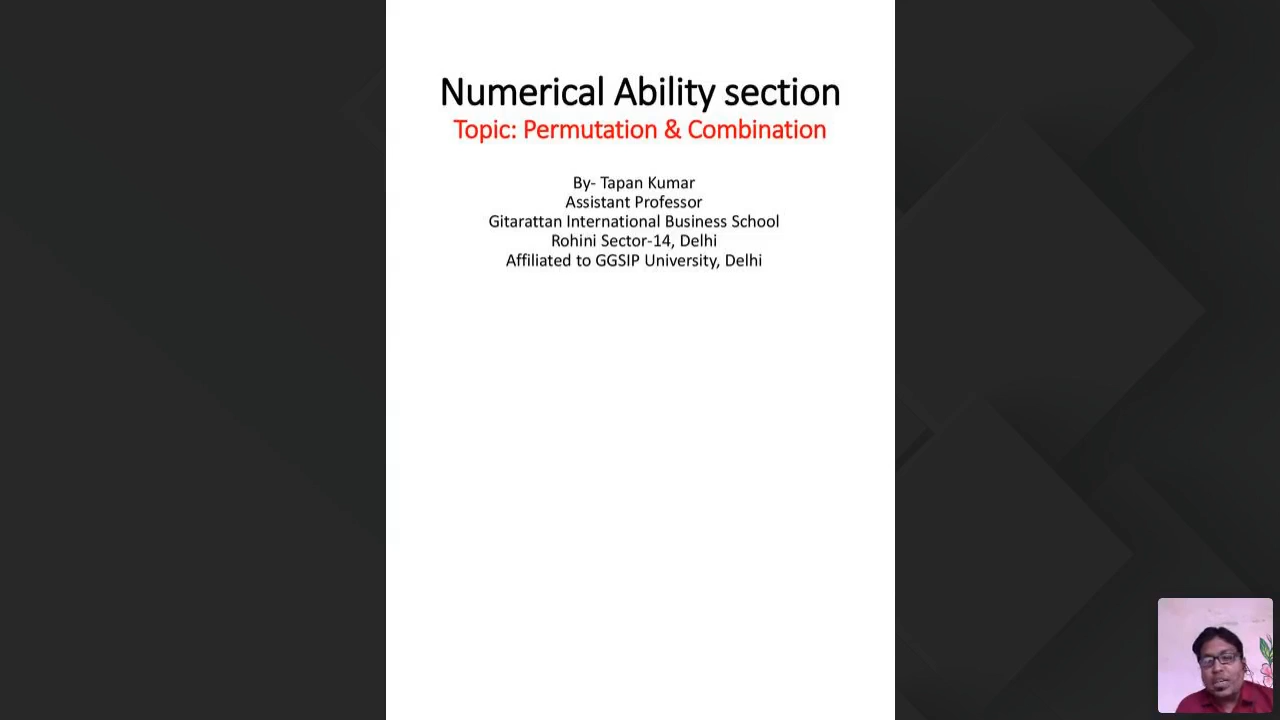 Numerical Ability section
Topic: Permutation & Combination
By- Tapan Kumar
Assistant Professor
Gitarattan International Business School
Rohini Sector-14, Delhi
Affiliated to GGSIP University, Delhi